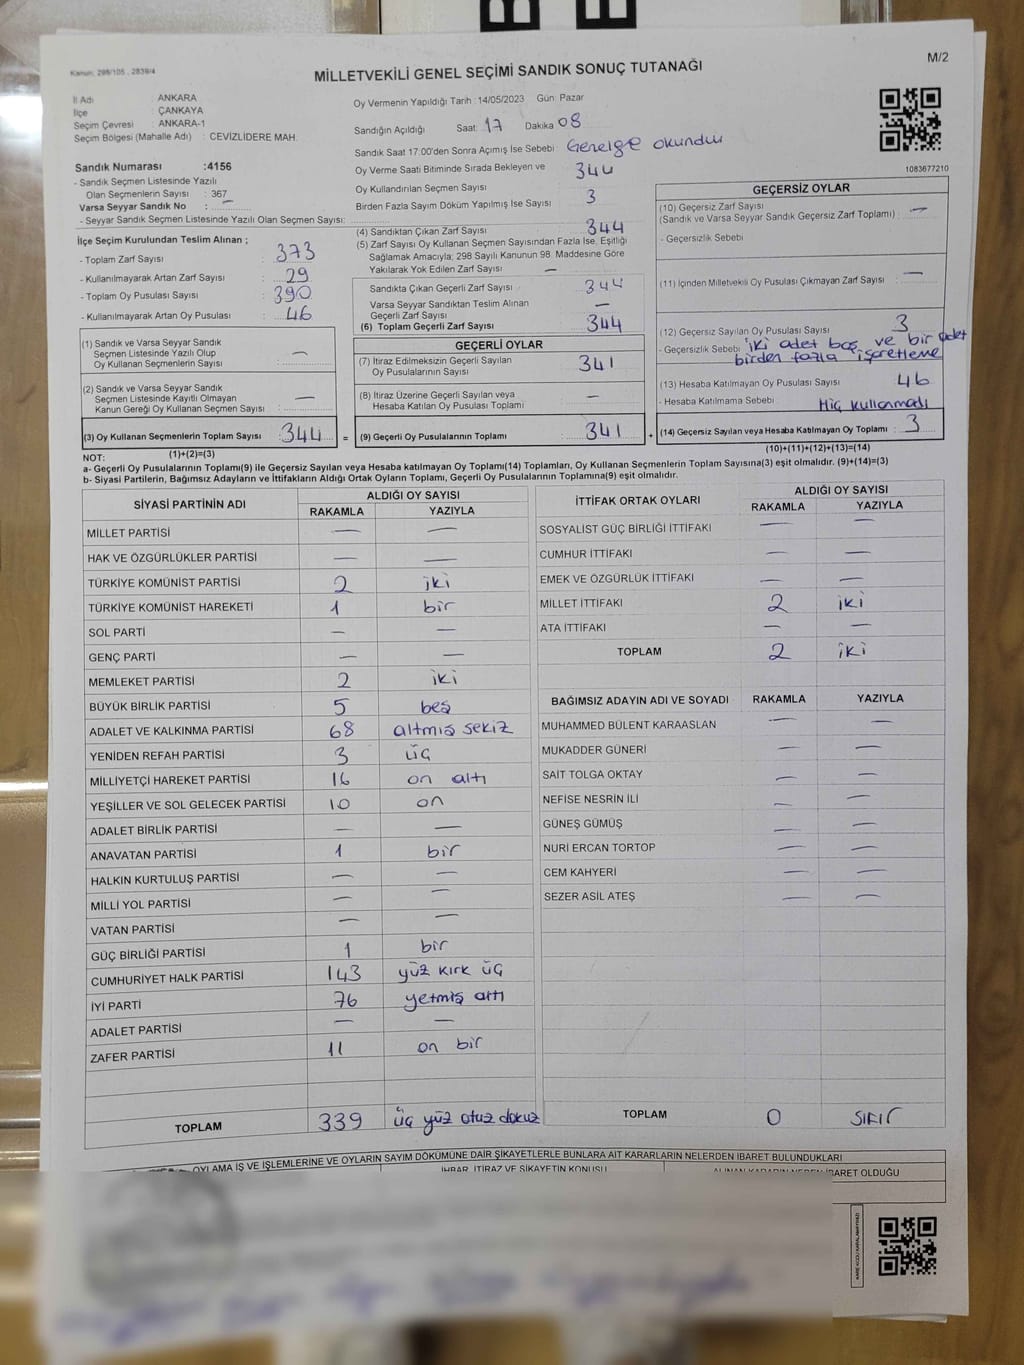 Kanun: 298/105, 2839/4
M/2
MİLLETVEKİLİ GENEL SEÇİMİ SANDIK SONUÇ TUTANAĞI
İl Adı : ANKARA
İlçe : ÇANKAYA
Seçim Çevresi : ANKARA-1
Seçim Bölgesi (Mahalle Adı) : CEVİZLİDERE MAH.
Sandık Numarası :4156
- Sandık Seçmen Listesinde Yazılı
Olan Seçmenlerin Sayısı : 367
Varsa Seyyar Sandık No : —
- Seyyar Sandık Seçmen Listesinde Yazılı Olan Seçmen Sayısı:
Oy Vermenin Yapıldığı Tarih : 14/05/2023 Gün: Pazar
Sandığın Açıldığı Saat: 17 Dakika 08
Sandık Saat 17:00'den Sonra Açımış İse Sebebi : Genelge okundu
Oy Verme Saati Bitiminde Sırada Bekleyen ve 344
Oy Kullandırılan Seçmen Sayısı
Birden Fazla Sayım Döküm Yapılmış İse Sayısı 3
1083677210
İlçe Seçim Kurulundan Teslim Alınan ;
- Toplam Zarf Sayısı : 373
- Kullanılmayarak Artan Zarf Sayısı : 29
- Toplam Oy Pusulası Sayısı : 390
- Kullanılmayarak Artan Oy Pusulası : 46
(4) Sandıktan Çıkan Zarf Sayısı : 344
(5) Zarf Sayısı Oy Kullanan Seçmen Sayısından Fazla İse, Eşitliği
Sağlamak Amacıyla; 298 Sayılı Kanunun 98. Maddesine Göre
Yakılarak Yok Edilen Zarf Sayısı : —
Sandıkta Çıkan Geçerli Zarf Sayısı : 344
Varsa Seyyar Sandıktan Teslim Alınan
Geçerli Zarf Sayısı : —
(6) Toplam Geçerli Zarf Sayısı : 344
GEÇERSİZ OYLAR
(10) Geçersiz Zarf Sayısı
(Sandık ve Varsa Seyyar Sandık Geçersiz Zarf Toplamı) : —
- Geçersizlik Sebebi
(11) İçinden Milletvekili Oy Pusulası Çıkmayan Zarf Sayısı : —
(12) Geçersiz Sayılan Oy Pusulası Sayısı : 3
- Geçersizlik Sebebi : iki adet boş ve bir adet
birden fazla işaretleme
(13) Hesaba Katılmayan Oy Pusulası Sayısı : 46
- Hesaba Katılmama Sebebi : Hiç kullanmadı
(14) Geçersiz Sayılan veya Hesaba Katılmayan Oy Toplamı : 3
(1) Sandık ve Varsa Seyyar Sandık
Seçmen Listesinde Yazılı Olup
Oy Kullanan Seçmenlerin Sayısı : —
(2) Sandık ve Varsa Seyyar Sandık
Seçmen Listesinde Kayıtlı Olmayan
Kanun Gereği Oy Kullanan Seçmen Sayısı : —
(3) Oy Kullanan Seçmenlerin Toplam Sayısı : 344 =
GEÇERLİ OYLAR
(7) İtiraz Edilmeksizin Geçerli Sayılan
Oy Pusulalarının Sayısı : 341
(8) İtiraz Üzerine Geçerli Sayılan veya
Hesaba Katılan Oy Pusulası Toplamı : —
(9) Geçerli Oy Pusulalarının Toplamı : 341 +
NOT: (1)+(2)=(3) (10)+(11)+(12)+(13)=(14)
a- Geçerli Oy Pusulalarının Toplamı(9) ile Geçersiz Sayılan veya Hesaba katılmayan Oy Toplamı(14) Toplamları, Oy Kullanan Seçmenlerin Toplam Sayısına(3) eşit olmalıdır. (9)+(14)=(3)
b- Siyasi Partilerin, Bağımsız Adayların ve İttifakların Aldığı Ortak Oyların Toplamı, Geçerli Oy Pusulalarının Toplamına(9) eşit olmalıdır.
SİYASİ PARTİNİN ADI ALDIĞI OY SAYISI
RAKAMLA YAZIYLA
MİLLET PARTİSİ — —
HAK VE ÖZGÜRLÜKLER PARTİSİ — —
TÜRKİYE KOMÜNİST PARTİSİ 2 iki
TÜRKİYE KOMÜNİST HAREKETİ 1 bir
SOL PARTİ — —
GENÇ PARTİ — —
MEMLEKET PARTİSİ 2 iki
BÜYÜK BİRLİK PARTİSİ 5 beş
ADALET VE KALKINMA PARTİSİ 68 altmış sekiz
YENİDEN REFAH PARTİSİ 3 üç
MİLLİYETÇİ HAREKET PARTİSİ 16 on altı
YEŞİLLER VE SOL GELECEK PARTİSİ 10 on
ADALET BİRLİK PARTİSİ — —
ANAVATAN PARTİSİ 1 bir
HALKIN KURTULUŞ PARTİSİ — —
MİLLİ YOL PARTİSİ — —
VATAN PARTİSİ — —
GÜÇ BİRLİĞİ PARTİSİ 1 bir
CUMHURİYET HALK PARTİSİ 143 yüz kırk üç
İYİ PARTİ 76 yetmiş altı
ADALET PARTİSİ — —
ZAFER PARTİSİ 11 on bir
TOPLAM 339 üç yüz otuz dokuz
İTTİFAK ORTAK OYLARI ALDIĞI OY SAYISI
RAKAMLA YAZIYLA
SOSYALİST GÜÇ BİRLİĞİ İTTİFAKI — —
CUMHUR İTTİFAKI — —
EMEK VE ÖZGÜRLÜK İTTİFAKI — —
MİLLET İTTİFAKI 2 iki
ATA İTTİFAKI — —
TOPLAM 2 iki
BAĞIMSIZ ADAYIN ADI VE SOYADI RAKAMLA YAZIYLA
MUHAMMED BÜLENT KARAASLAN — —
MUKADDER GÜNERİ — —
SAİT TOLGA OKTAY — —
NEFİSE NESRİN İLİ — —
GÜNEŞ GÜMÜŞ — —
NURİ ERCAN TORTOP — —
CEM KAHYERİ — —
SEZER ASİL ATEŞ — —
TOPLAM 0 sıfır
OYLAMA İŞ VE İŞLEMLERİNE VE OYLARIN SAYIM DÖKÜMÜNE DAİR ŞİKAYETLERLE BUNLARA AİT KARARLARIN NELERDEN İBARET BULUNDUKLARI
İHBAR, İTİRAZ VE ŞİKAYETİN KONUSU ALINAN KARARIN NEDEN İBARET OLDUĞU